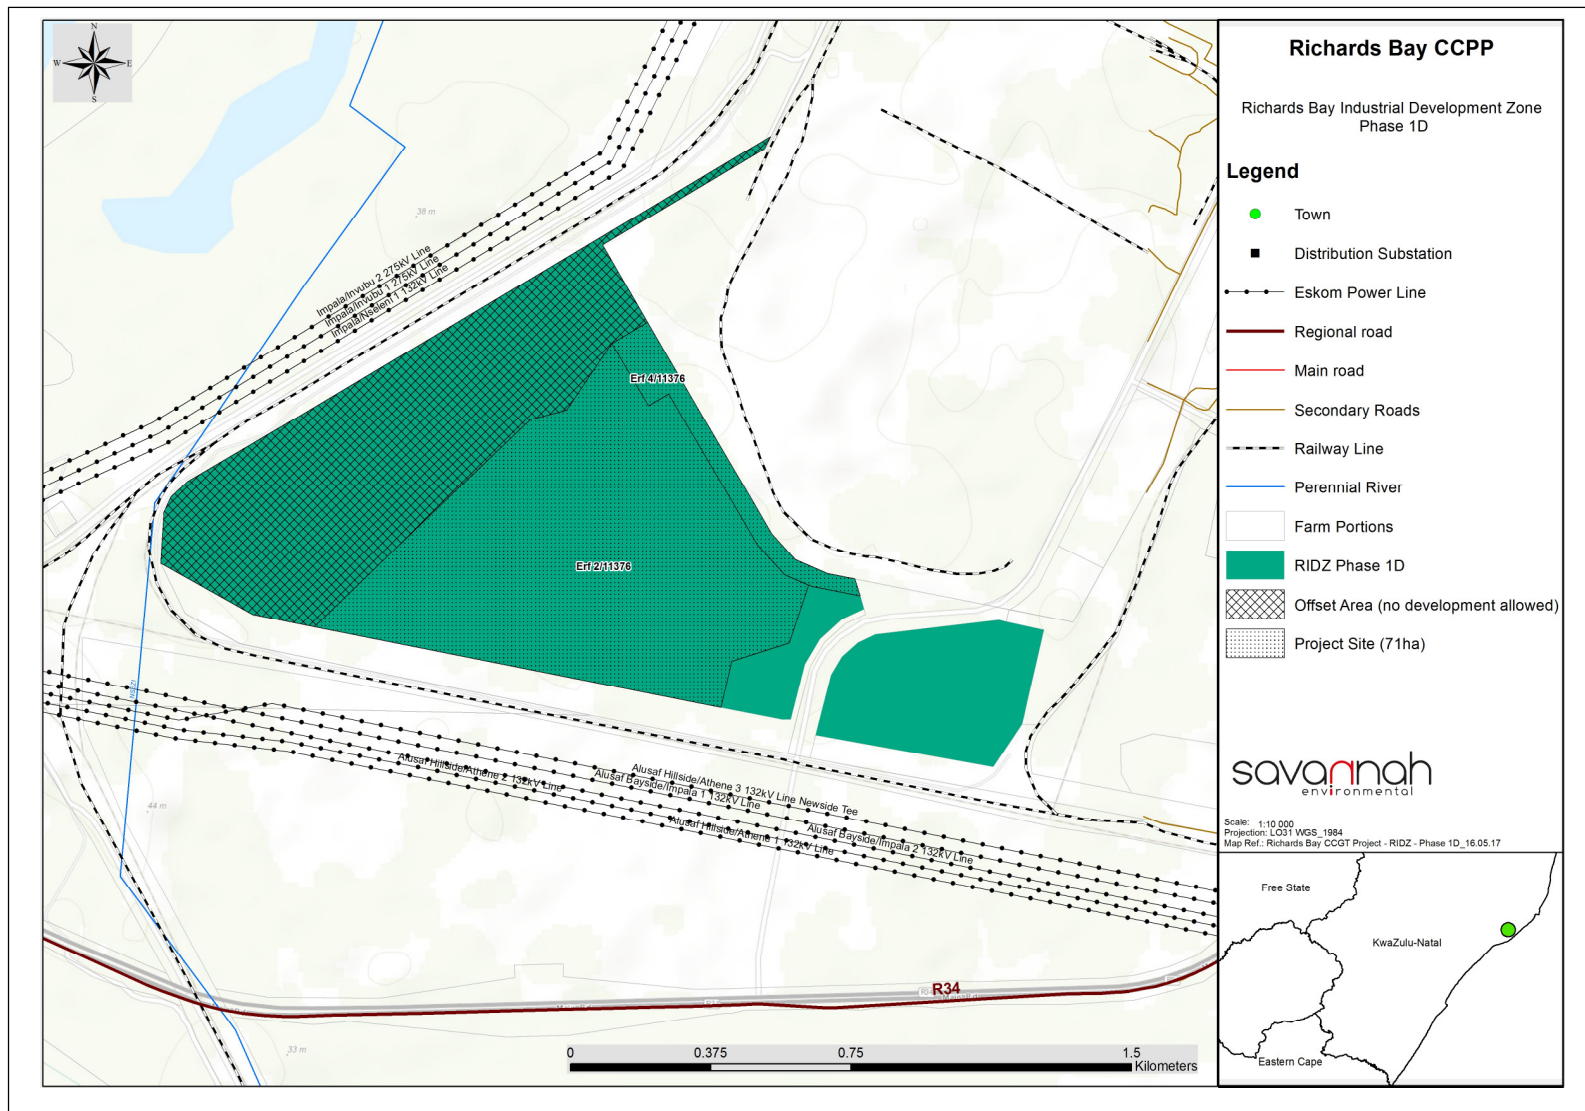 N
W
E
S
38 m
Impala/Invubu 2 275kV Line
Impala/Invubu 1 275kV Line
Impala/Nseleni 1 132kV Line
Erf 4/11376
Erf 2/11376
NSEZI
44 m
Alusaf Hillside/Athene 2 132kV Line
Alusaf Hillside/Athene 3 132kV Line Newside Tee
Alusaf Bayside/Impala 1 132kV Line
Alusaf Hillside/Athene 1 132kV Line
Alusaf Bayside/Impala 2 132kV Line
R34
33 m
0 0.375 0.75 1.5
Kilometers
Richards Bay CCPP
Richards Bay Industrial Development Zone
Phase 1D
Legend
Town
Distribution Substation
Eskom Power Line
Regional road
Main road
Secondary Roads
Railway Line
Perennial River
Farm Portions
RIDZ Phase 1D
Offset Area (no development allowed)
Project Site (71ha)
savannah
environmental
Scale: 1:10 000
Projection: LO31 WGS_1984
Map Ref.: Richards Bay CCGT Project - RIDZ - Phase 1D_16.05.17
Free State
KwaZulu-Natal
Eastern Cape